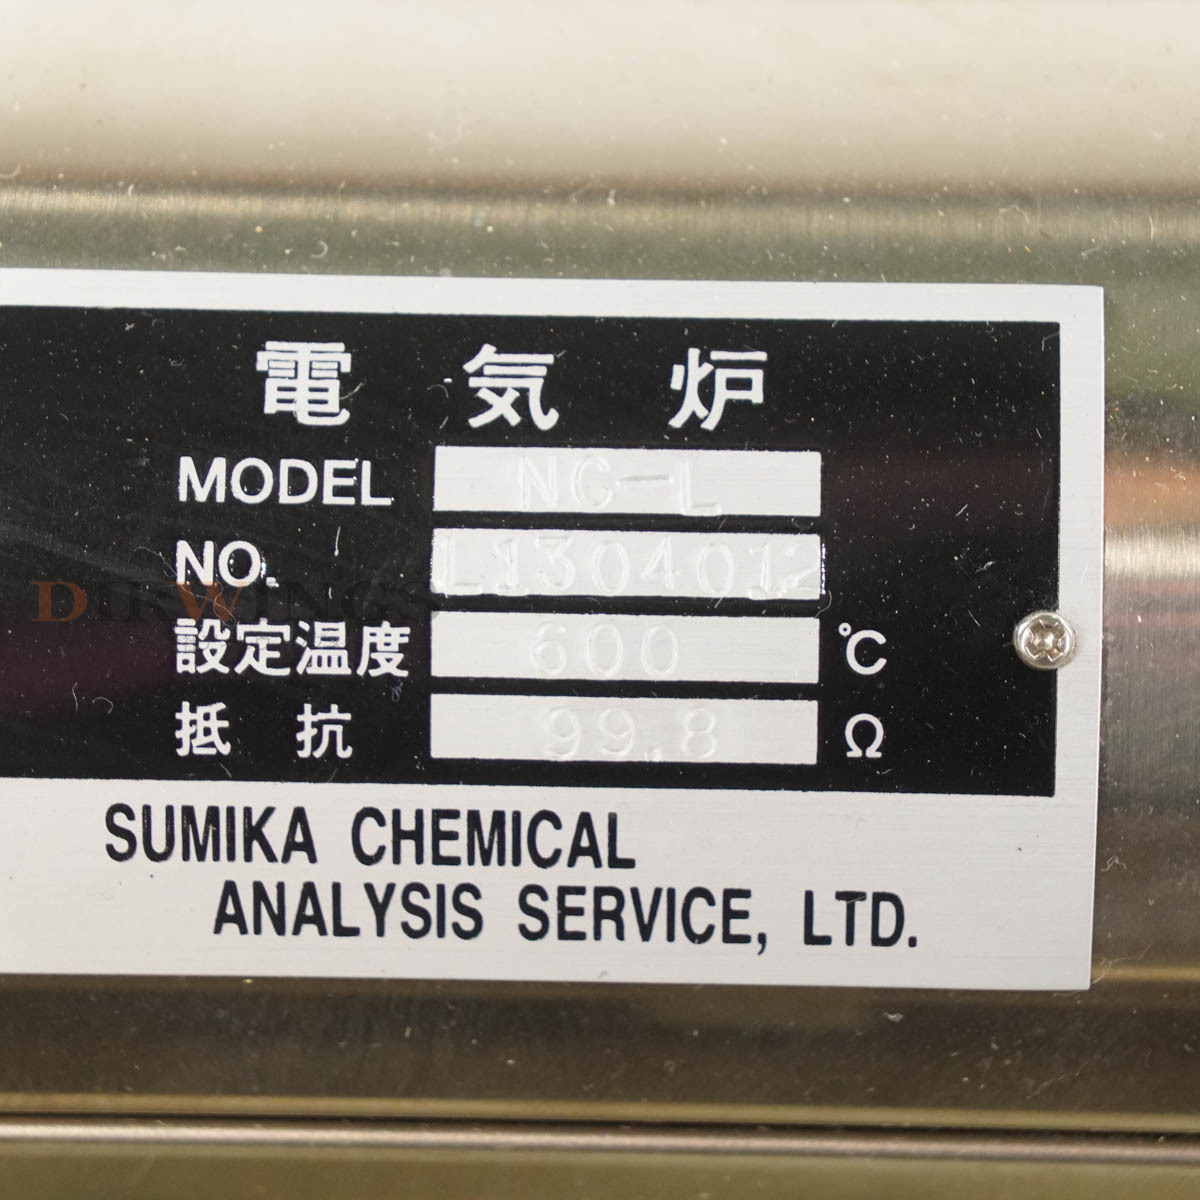 電気炉
MODEL NC-L
NO. L1304012
設定温度 600 ℃
抵抗 99.8 Ω
DIRWINGS
SUMIKA CHEMICAL
ANALYSIS SERVICE, LTD.